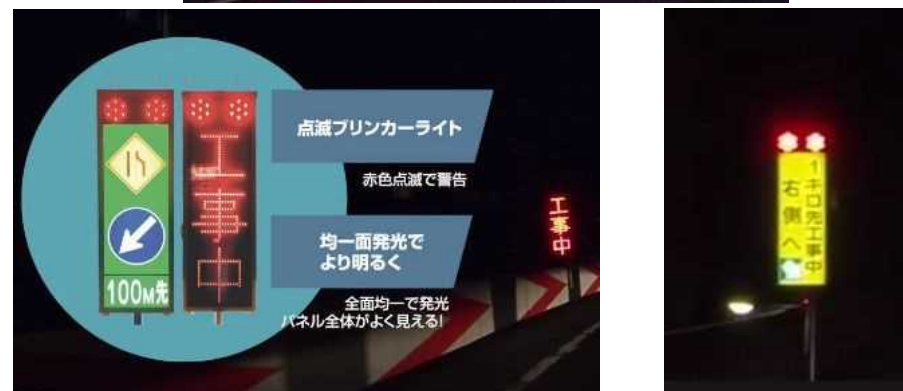 点滅ブリンカーライト
赤色点滅で警告
均一面発光で
より明るく
全面均一で発光
パネル全体がよく見える!
100M先
工事中
工事中
1キロ先工事中
右側へ